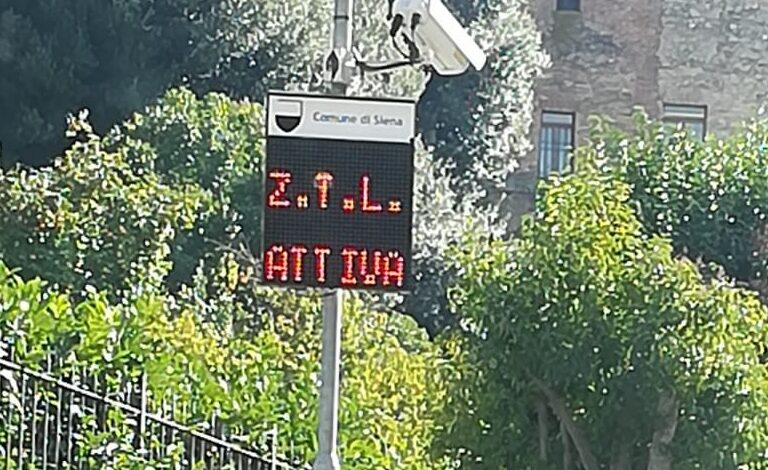 Comune di Siena
Z.T.L.
ATTIVA